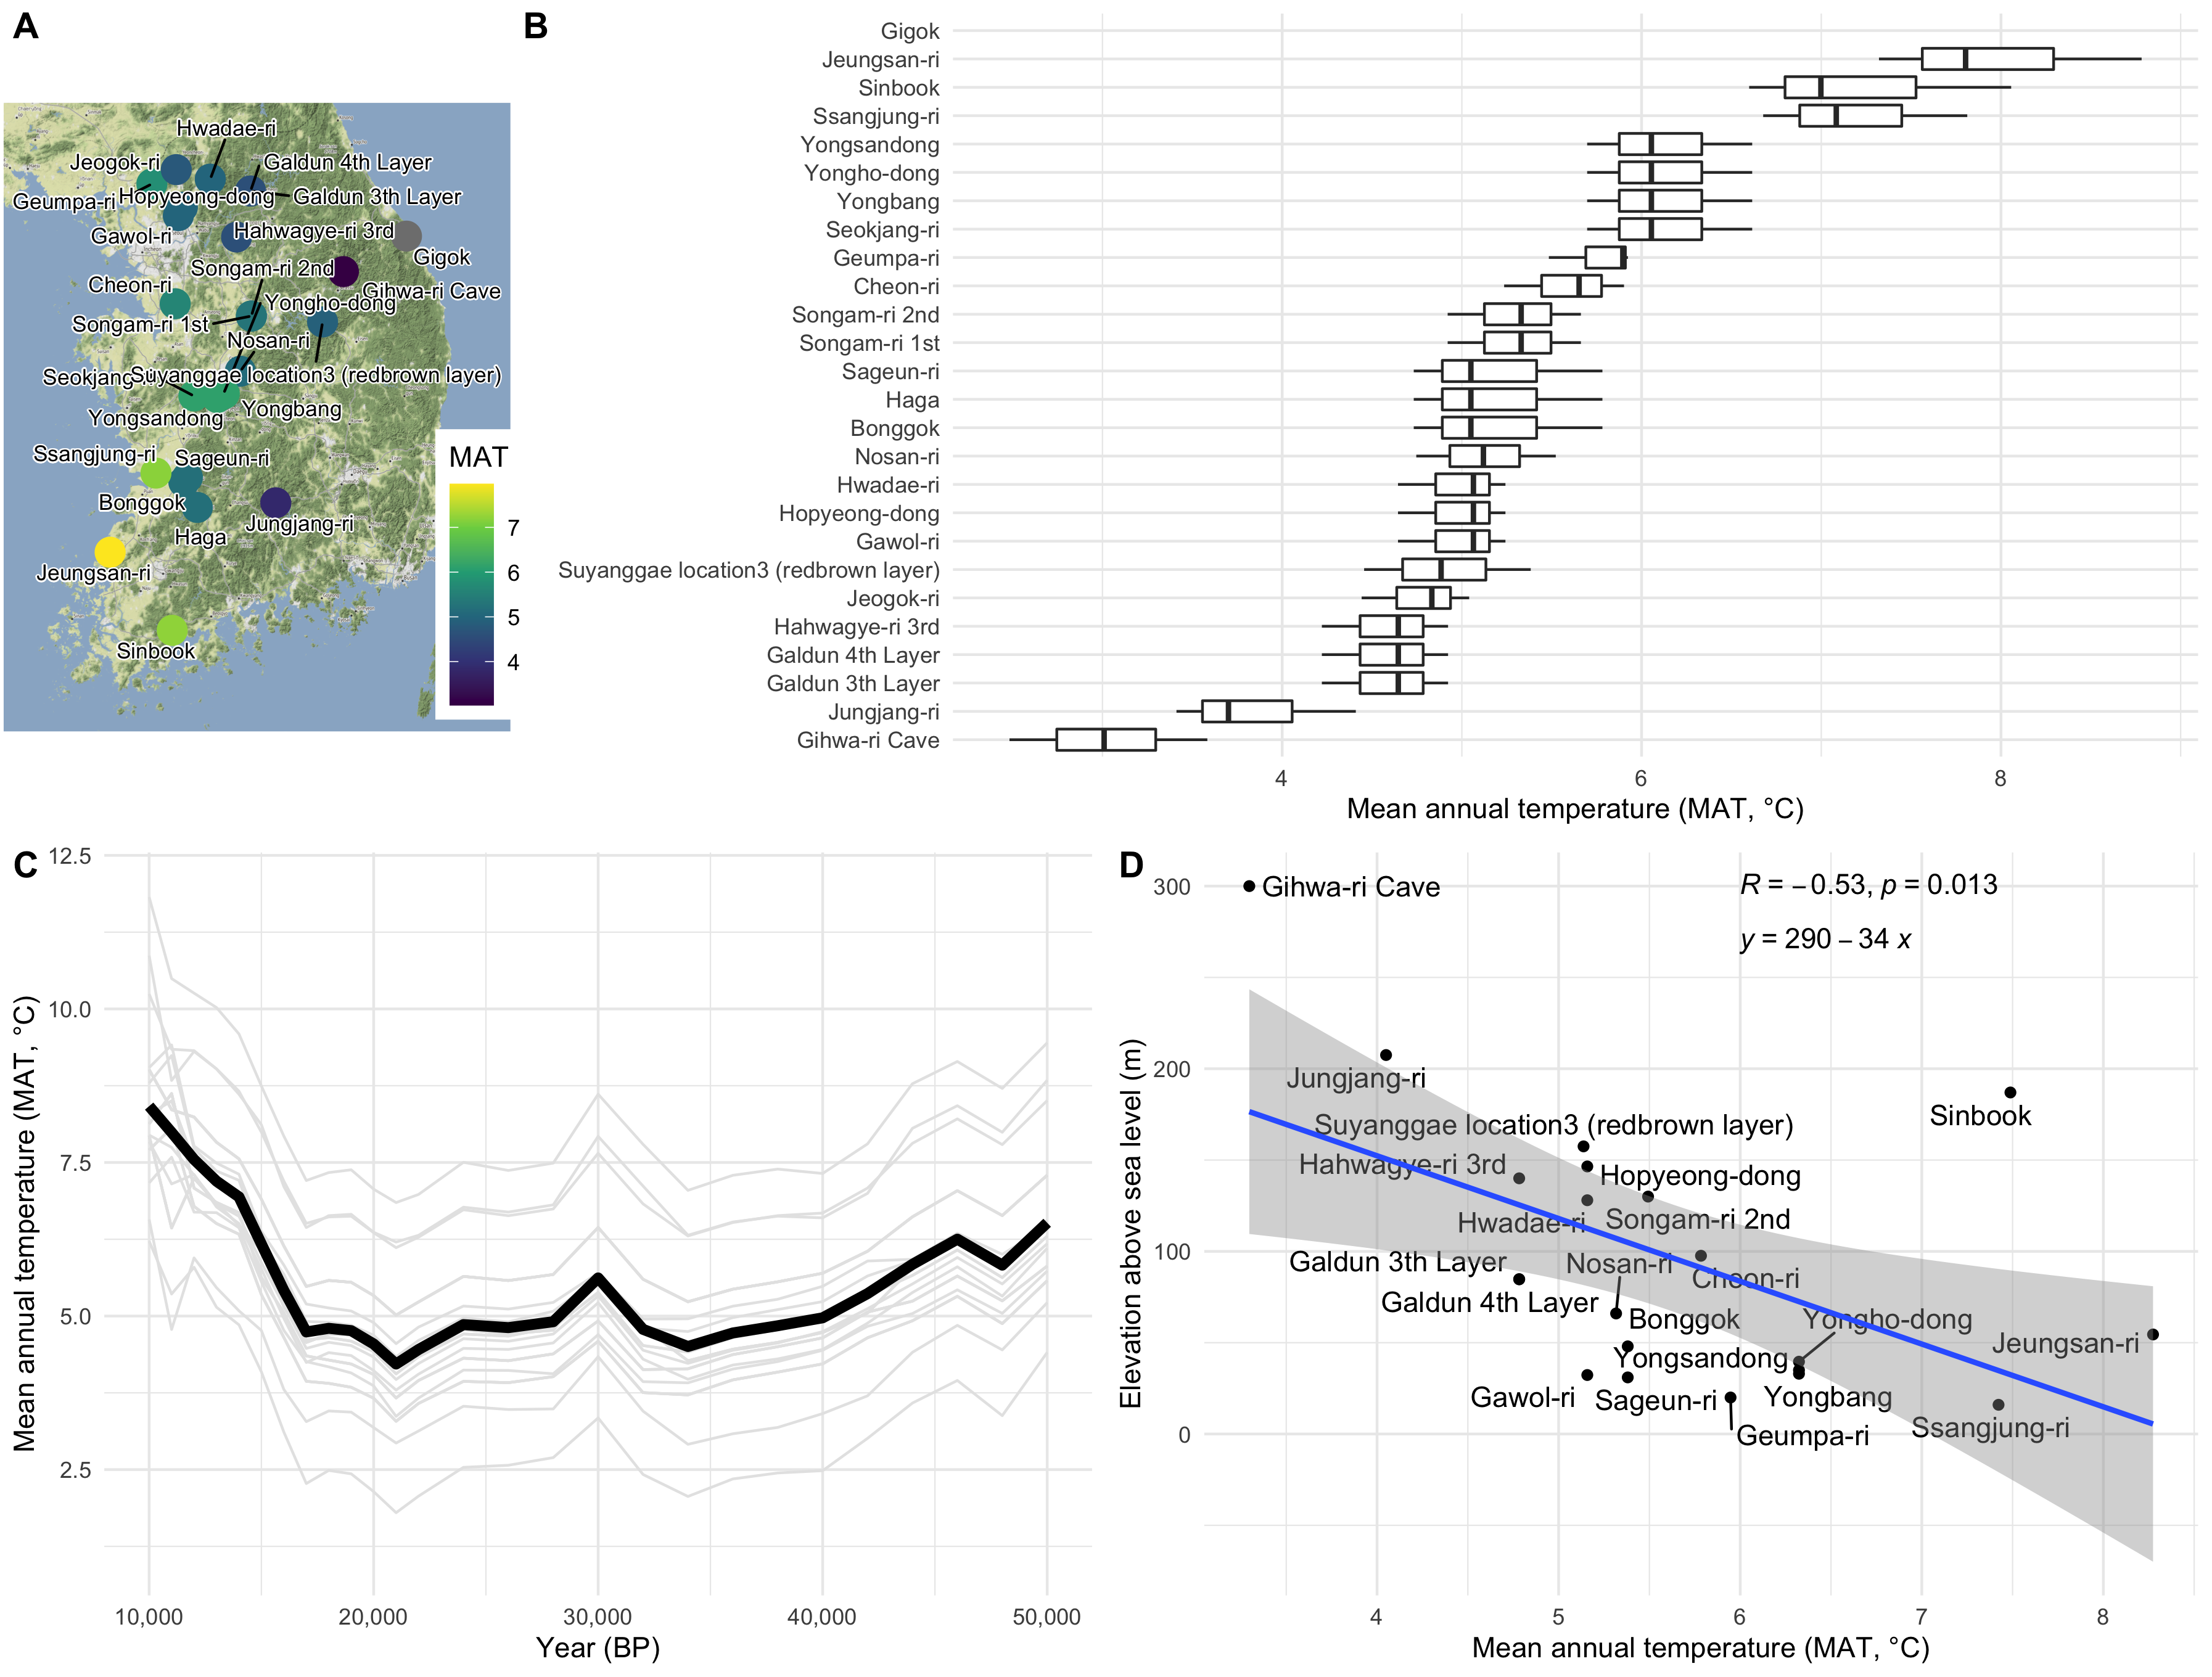 A
Hwadae-ri
Jeogok-ri
Galdun 4th Layer
Geumpa-ri
Hopyeong-dong
Galdun 3th Layer
Gawol-ri
Hahwagye-ri 3rd
Gigok
Songam-ri 2nd
Cheon-ri
Gihwa-ri Cave
Yongho-dong
Songam-ri 1st
Nosan-ri
Suyanggae location3 (redbrown layer)
Yongsandong
Yongbang
Ssangjung-ri
Sageun-ri
Bonggok
Jungjang-ri
Haga
Jeungsan-ri
Sinbook
MAT
7
6
5
4
B
Gigok
Jeungsan-ri
Sinbook
Ssangjung-ri
Yongsandong
Yongho-dong
Yongbang
Seokjang-ri
Geumpa-ri
Cheon-ri
Songam-ri 2nd
Songam-ri 1st
Sageun-ri
Haga
Bonggok
Nosan-ri
Hwadae-ri
Hopyeong-dong
Gawol-ri
Suyanggae location3 (redbrown layer)
Jeogok-ri
Hahwagye-ri 3rd
Galdun 4th Layer
Galdun 3th Layer
Jungjang-ri
Gihwa-ri Cave
4 6 8
Mean annual temperature (MAT, °C)
C
Mean annual temperature (MAT, °C)
12.5
10.0
7.5
5.0
2.5
10,000 20,000 30,000 40,000 50,000
Year (BP)
D
Elevation above sea level (m)
300
200
100
0
R = −0.53, p = 0.013
y = 290 − 34 x
Gihwa-ri Cave
Jungjang-ri
Sinbook
Suyanggae location3 (redbrown layer)
Hahwagye-ri 3rd
Hopyeong-dong
Hwadae-ri
Songam-ri 2nd
Galdun 3th Layer
Nosan-ri
Cheon-ri
Galdun 4th Layer
Bonggok
Yongho-dong
Jeungsan-ri
Yongsandong
Gawol-ri
Sageun-ri
Yongbang
Ssangjung-ri
Geumpa-ri
4 5 6 7 8
Mean annual temperature (MAT, °C)